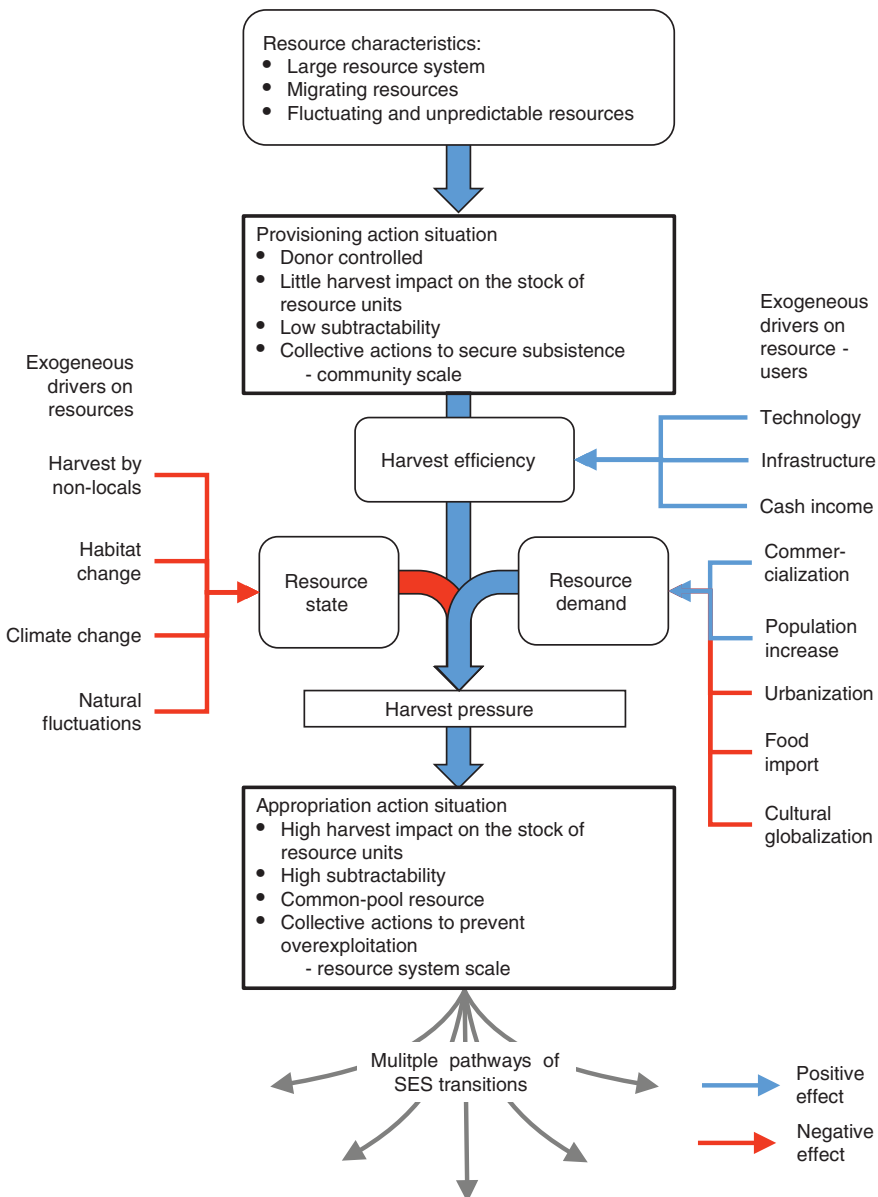 Resource characteristics:
• Large resource system
• Migrating resources
• Fluctuating and unpredictable resources
Provisioning action situation
• Donor controlled
• Little harvest impact on the stock of
resource units
• Low subtractability
• Collective actions to secure subsistence
- community scale
Exogeneous
drivers on
resources
Harvest by
non-locals
Habitat
change
Climate change
Natural
fluctuations
Exogeneous
drivers on
resource -
users
Technology
Infrastructure
Cash income
Commer-
cialization
Population
increase
Urbanization
Food
import
Cultural
globalization
Harvest efficiency
Resource
state
Resource
demand
Harvest pressure
Appropriation action situation
• High harvest impact on the stock of
resource units
• High subtractability
• Common-pool resource
• Collective actions to prevent
overexploitation
- resource system scale
Mulitple pathways of
SES transitions
Positive
effect
Negative
effect